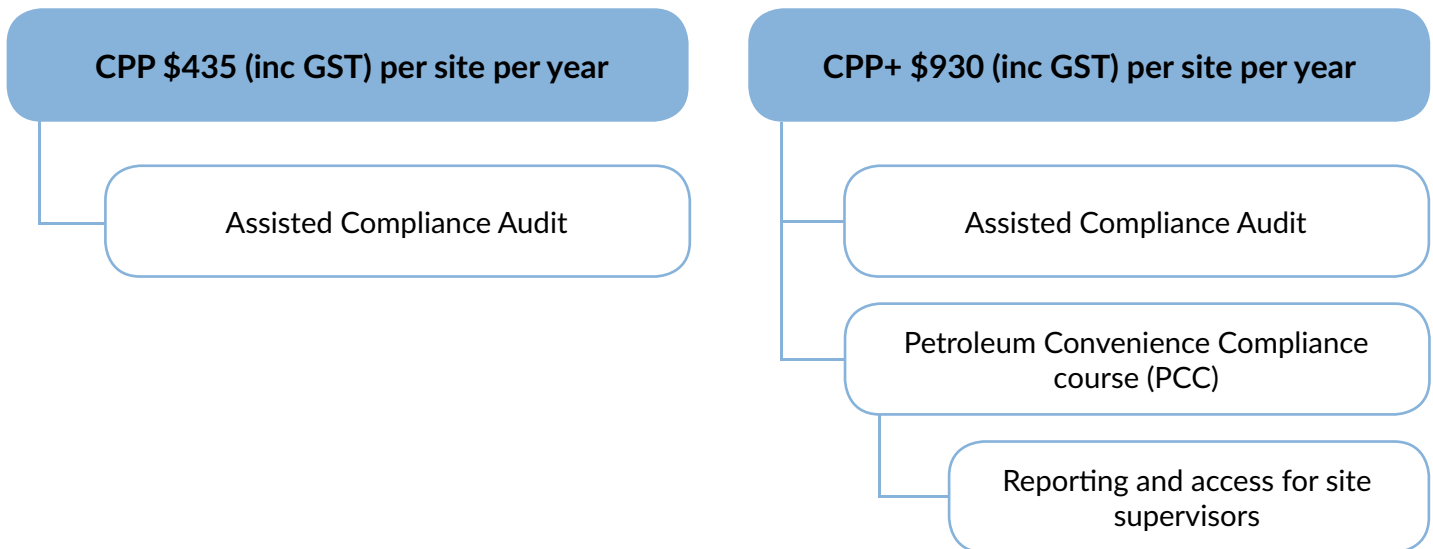 CPP $435 (inc GST) per site per year
Assisted Compliance Audit
CPP+ $930 (inc GST) per site per year
Assisted Compliance Audit
Petroleum Convenience Compliance
course (PCC)
Reporting and access for site
supervisors